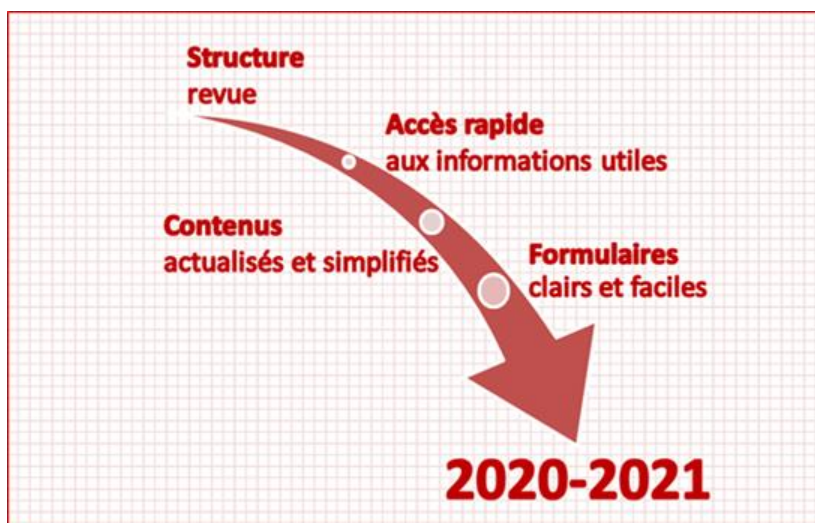 Structure
revue
Accès rapide
aux informations utiles
Contenus
actualisés et simplifiés
Formulaires
clairs et faciles
2020-2021